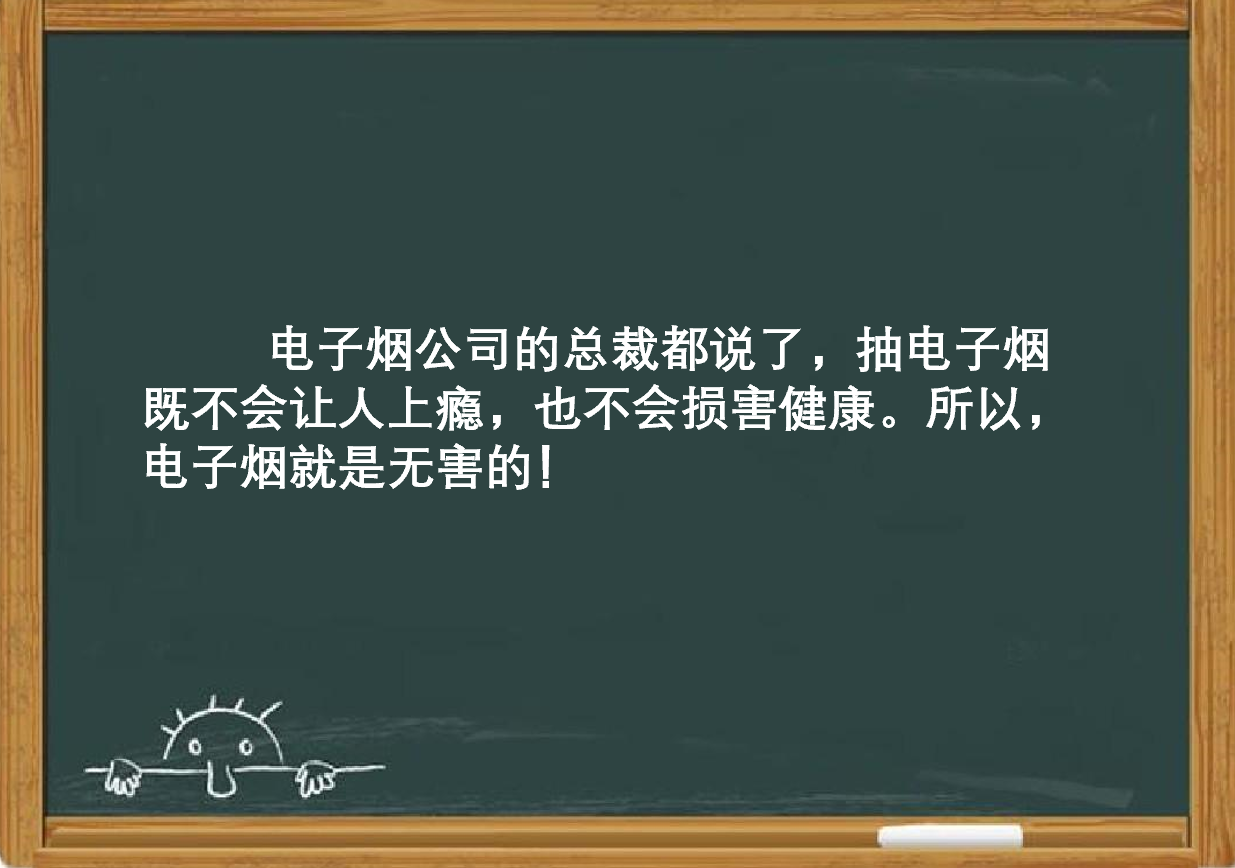 电子烟公司的总裁都说了，抽电子烟
既不会让人上瘾，也不会损害健康。所以，
电子烟就是无害的！